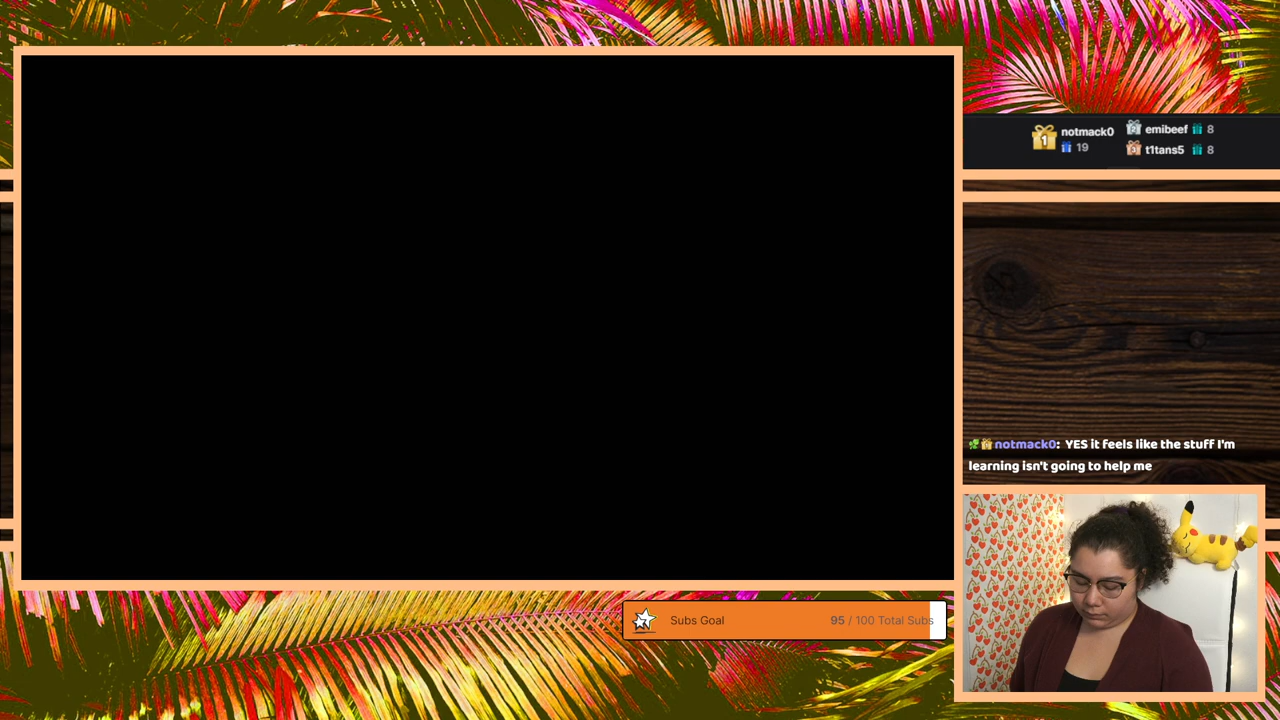 notmack0
19
emibeef 8
t1tans5 8
notmack0: YES it feels like the stuff I'm
learning isn't going to help me
Subs Goal 95 / 100 Total Subs